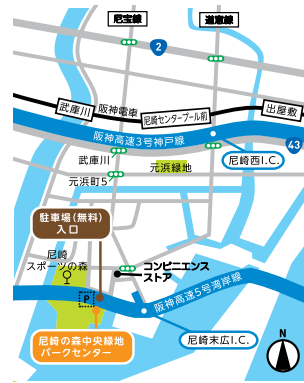 尼宝線
道意線
2
武庫川
阪神電車
尼崎センタープール前
出屋敷
阪神高速3号神戸線
43
武庫川
尼崎西I.C.
元浜緑地
元浜町5
駐車場(無料)
入口
尼崎
スポーツの森
コンビニエンス
ストア
P
阪神高速5号湾岸線
尼崎の森中央緑地
パークセンター
尼崎末広I.C.
N